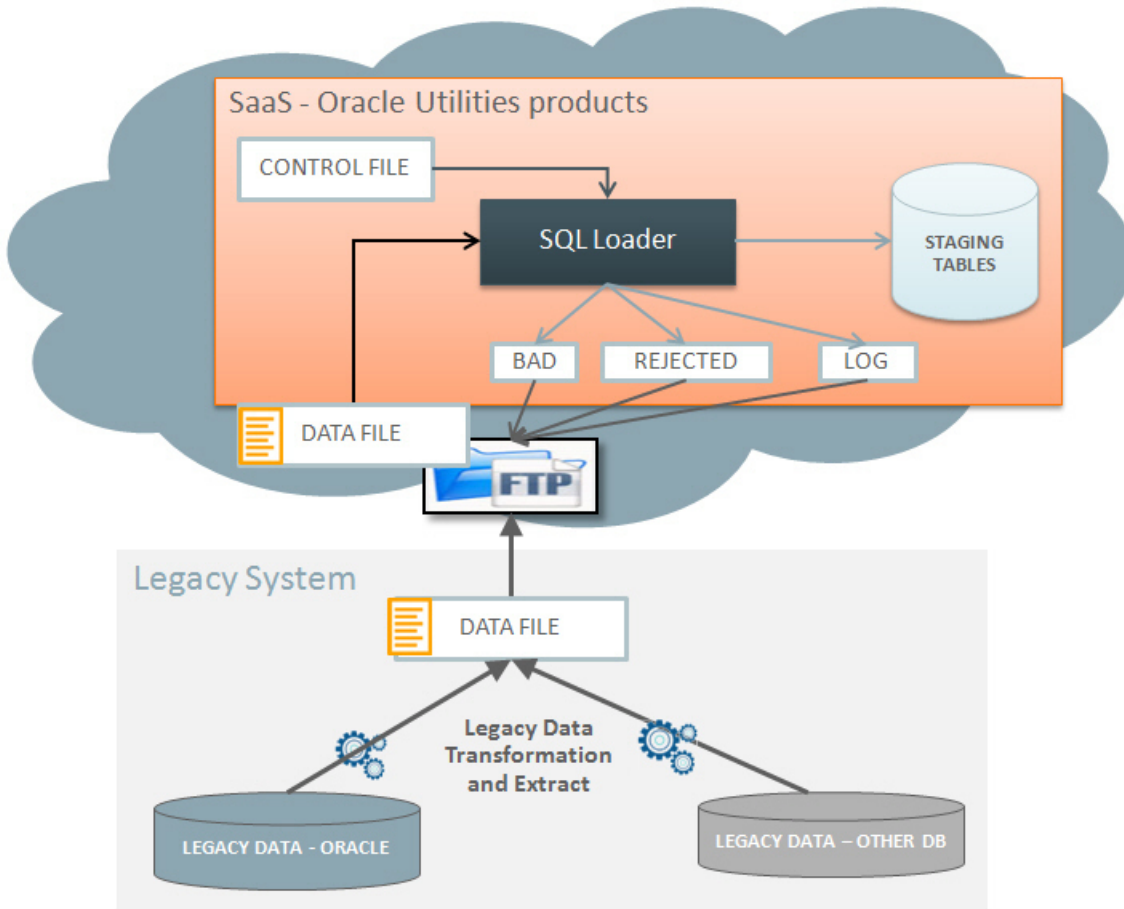 SaaS - Oracle Utilities products
CONTROL FILE
SQL Loader
STAGING
TABLES
BAD
REJECTED
LOG
DATA FILE
FTP
Legacy System
DATA FILE
Legacy Data
Transformation
and Extract
LEGACY DATA - ORACLE
LEGACY DATA – OTHER DB